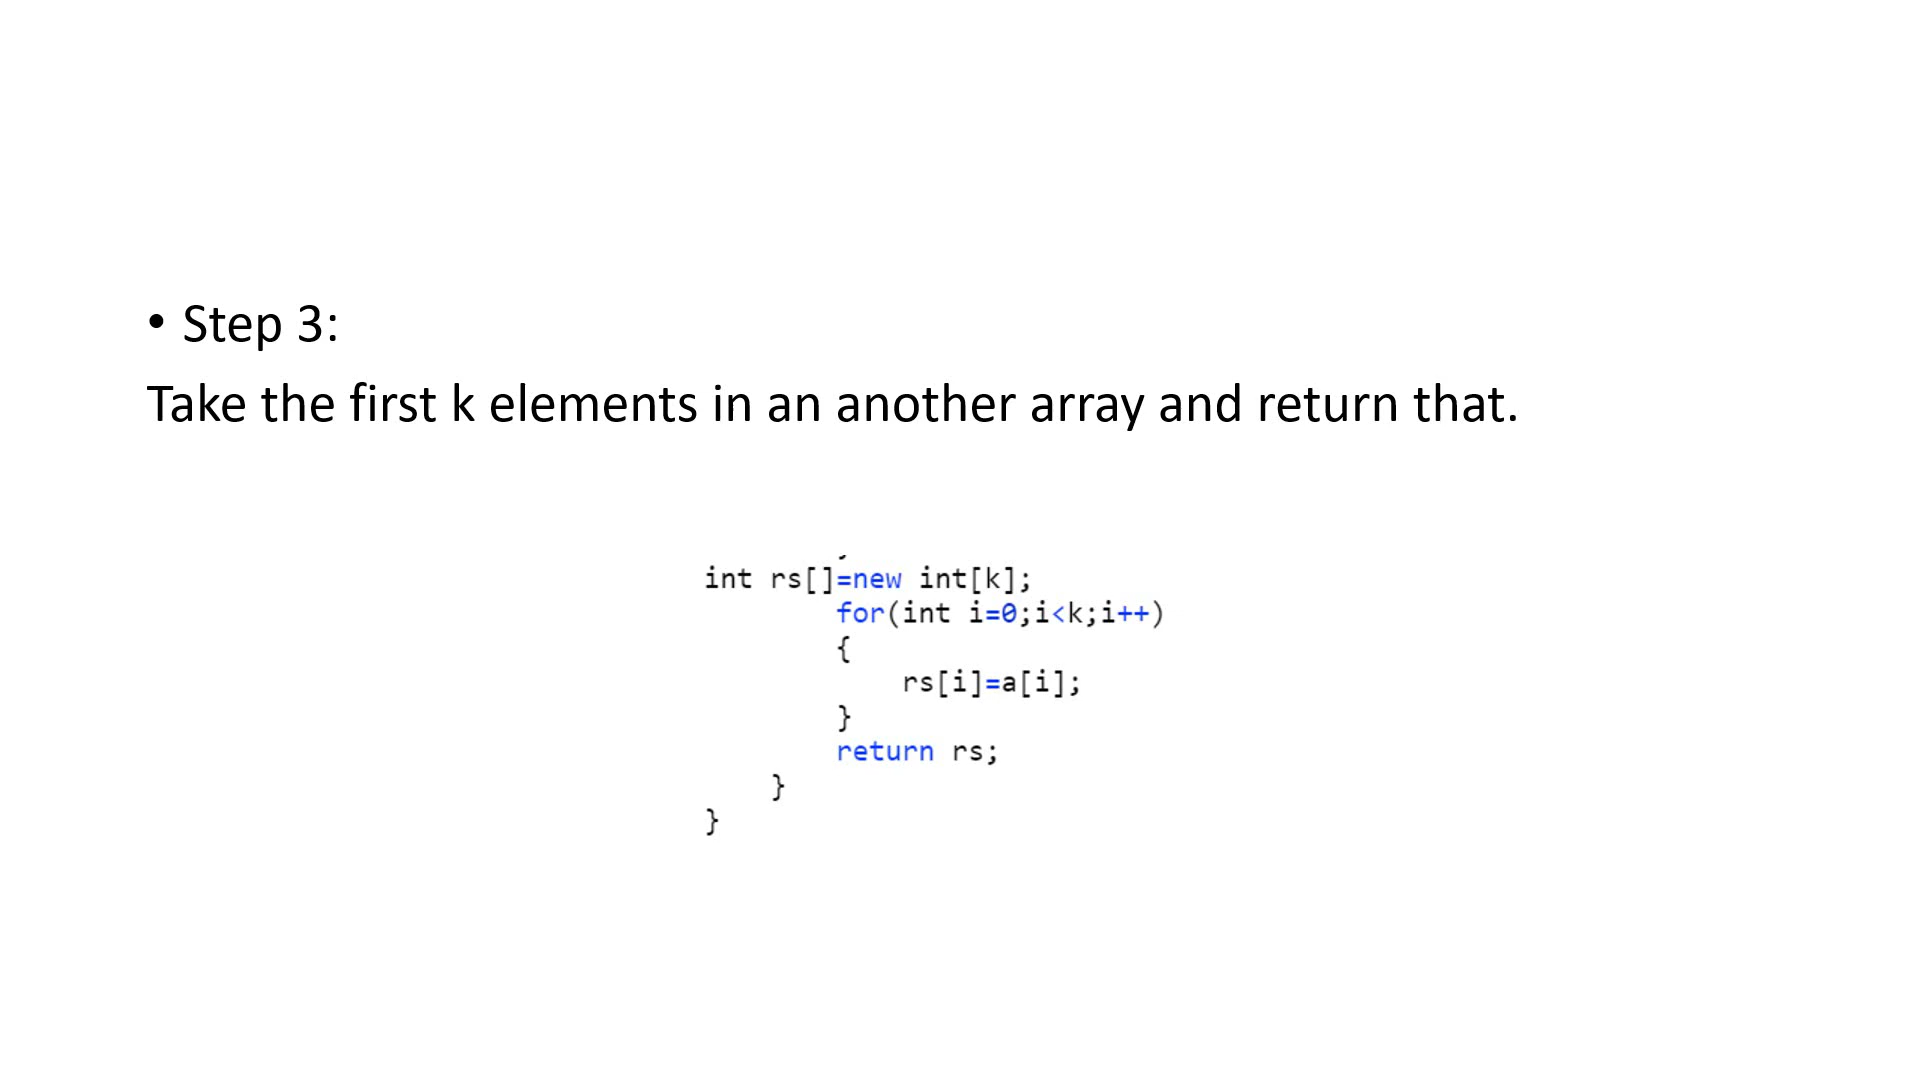 • Step 3:
Take the first k elements in an another array and return that.
int rs[]=new int[k];
for(int i=0;i<k;i++)
{
rs[i]=a[i];
}
return rs;
}
}